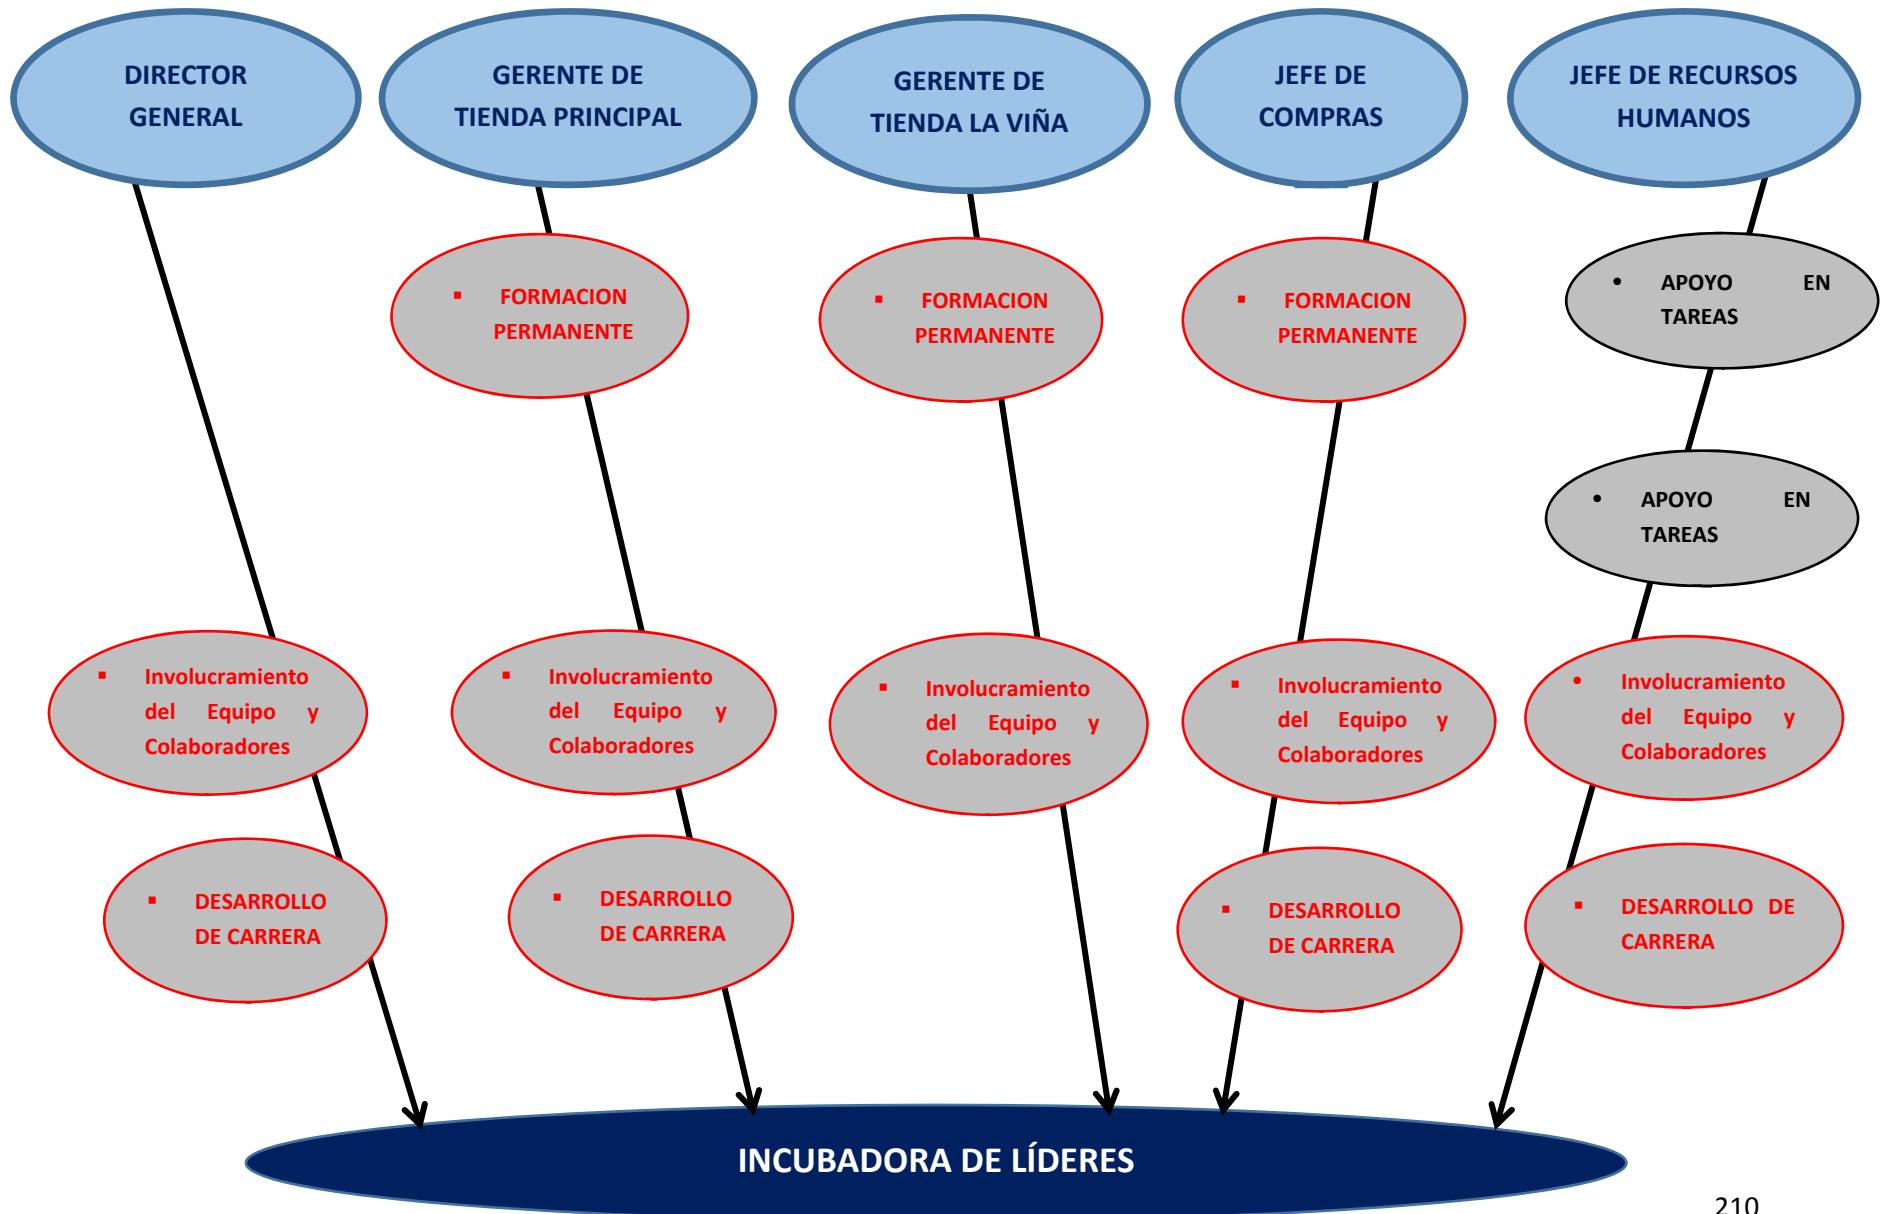 DIRECTOR
GENERAL
GERENTE DE
TIENDA PRINCIPAL
GERENTE DE
TIENDA LA VIÑA
JEFE DE
COMPRAS
JEFE DE RECURSOS
HUMANOS
▪ FORMACION
PERMANENTE
▪ FORMACION
PERMANENTE
▪ FORMACION
PERMANENTE
• APOYO EN
TAREAS
• APOYO EN
TAREAS
▪ Involucramiento
del Equipo y
Colaboradores
▪ Involucramiento
del Equipo y
Colaboradores
▪ Involucramiento
del Equipo y
Colaboradores
▪ Involucramiento
del Equipo y
Colaboradores
• Involucramiento
del Equipo y
Colaboradores
▪ DESARROLLO
DE CARRERA
▪ DESARROLLO
DE CARRERA
▪ DESARROLLO
DE CARRERA
▪ DESARROLLO DE
CARRERA
INCUBADORA DE LÍDERES
210